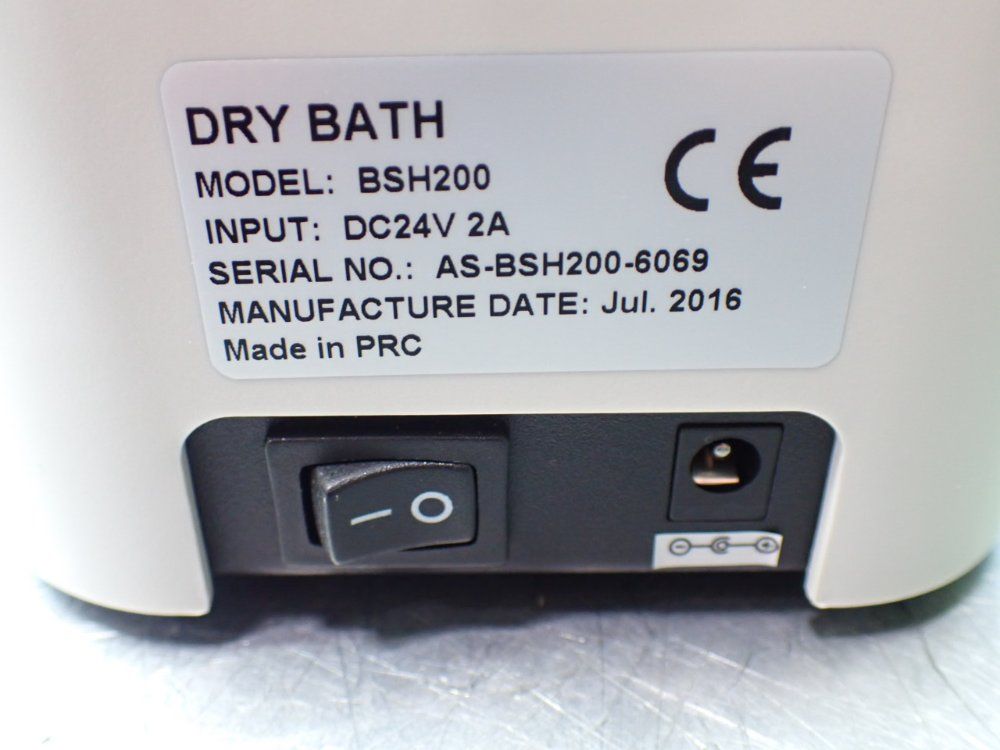 DRY BATH
MODEL: BSH200
INPUT: DC24V 2A
SERIAL NO.: AS-BSH200-6069
MANUFACTURE DATE: Jul. 2016
Made in PRC
CE
I O
- +